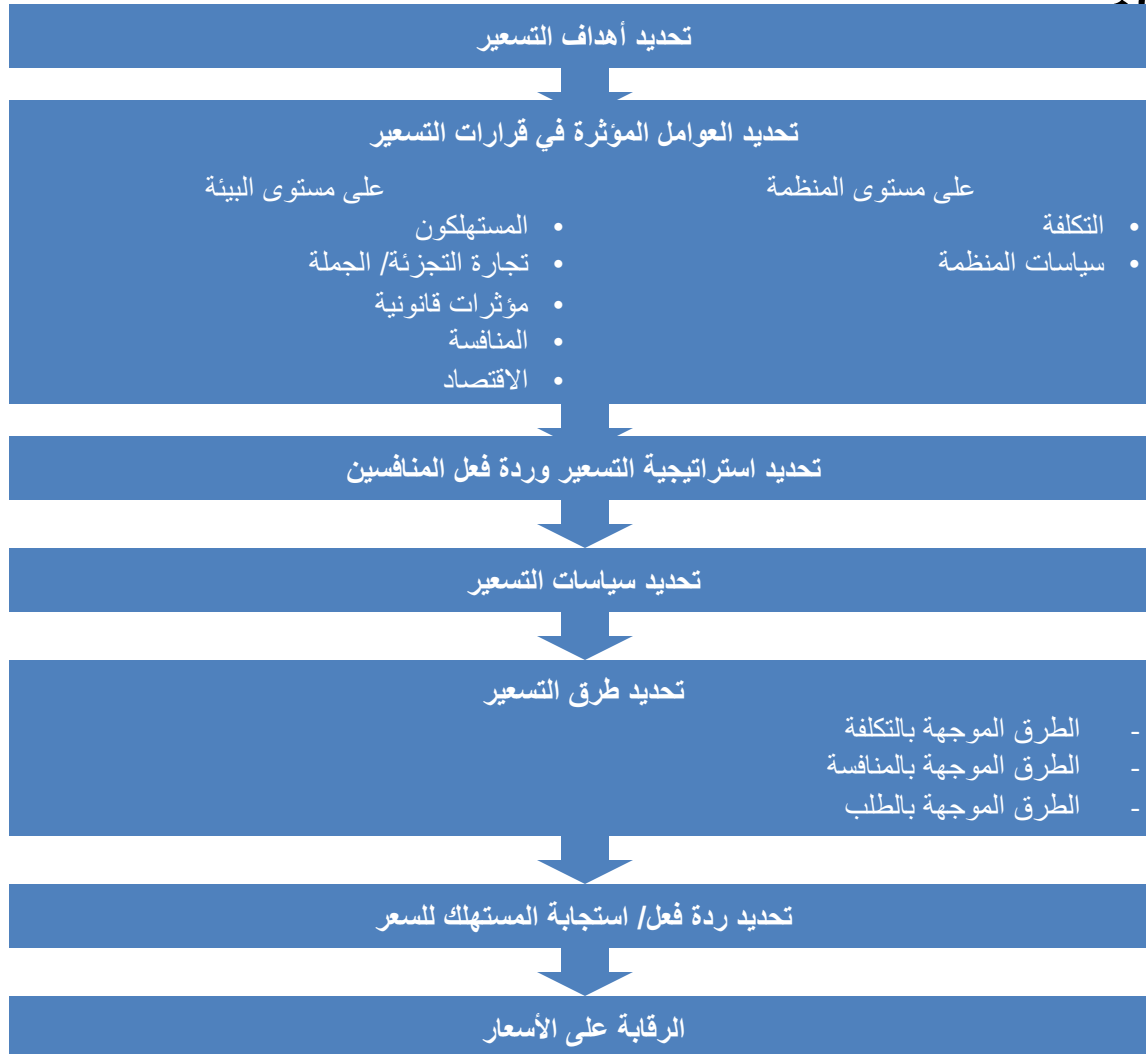 تحديد أهداف التسعير
تحديد العوامل المؤثرة في قرارات التسعير
على مستوى المنظمة
• التكلفة
• سياسات المنظمة
على مستوى البيئة
• المستهلكون
• تجارة التجزئة/ الجملة
• مؤثرات قانونية
• المنافسة
• الاقتصاد
تحديد استراتيجية التسعير وردة فعل المنافسين
تحديد سياسات التسعير
تحديد طرق التسعير
- الطرق الموجهة بالتكلفة
- الطرق الموجهة بالمنافسة
- الطرق الموجهة بالطلب
تحديد ردة فعل/ استجابة المستهلك للسعر
الرقابة على الأسعار